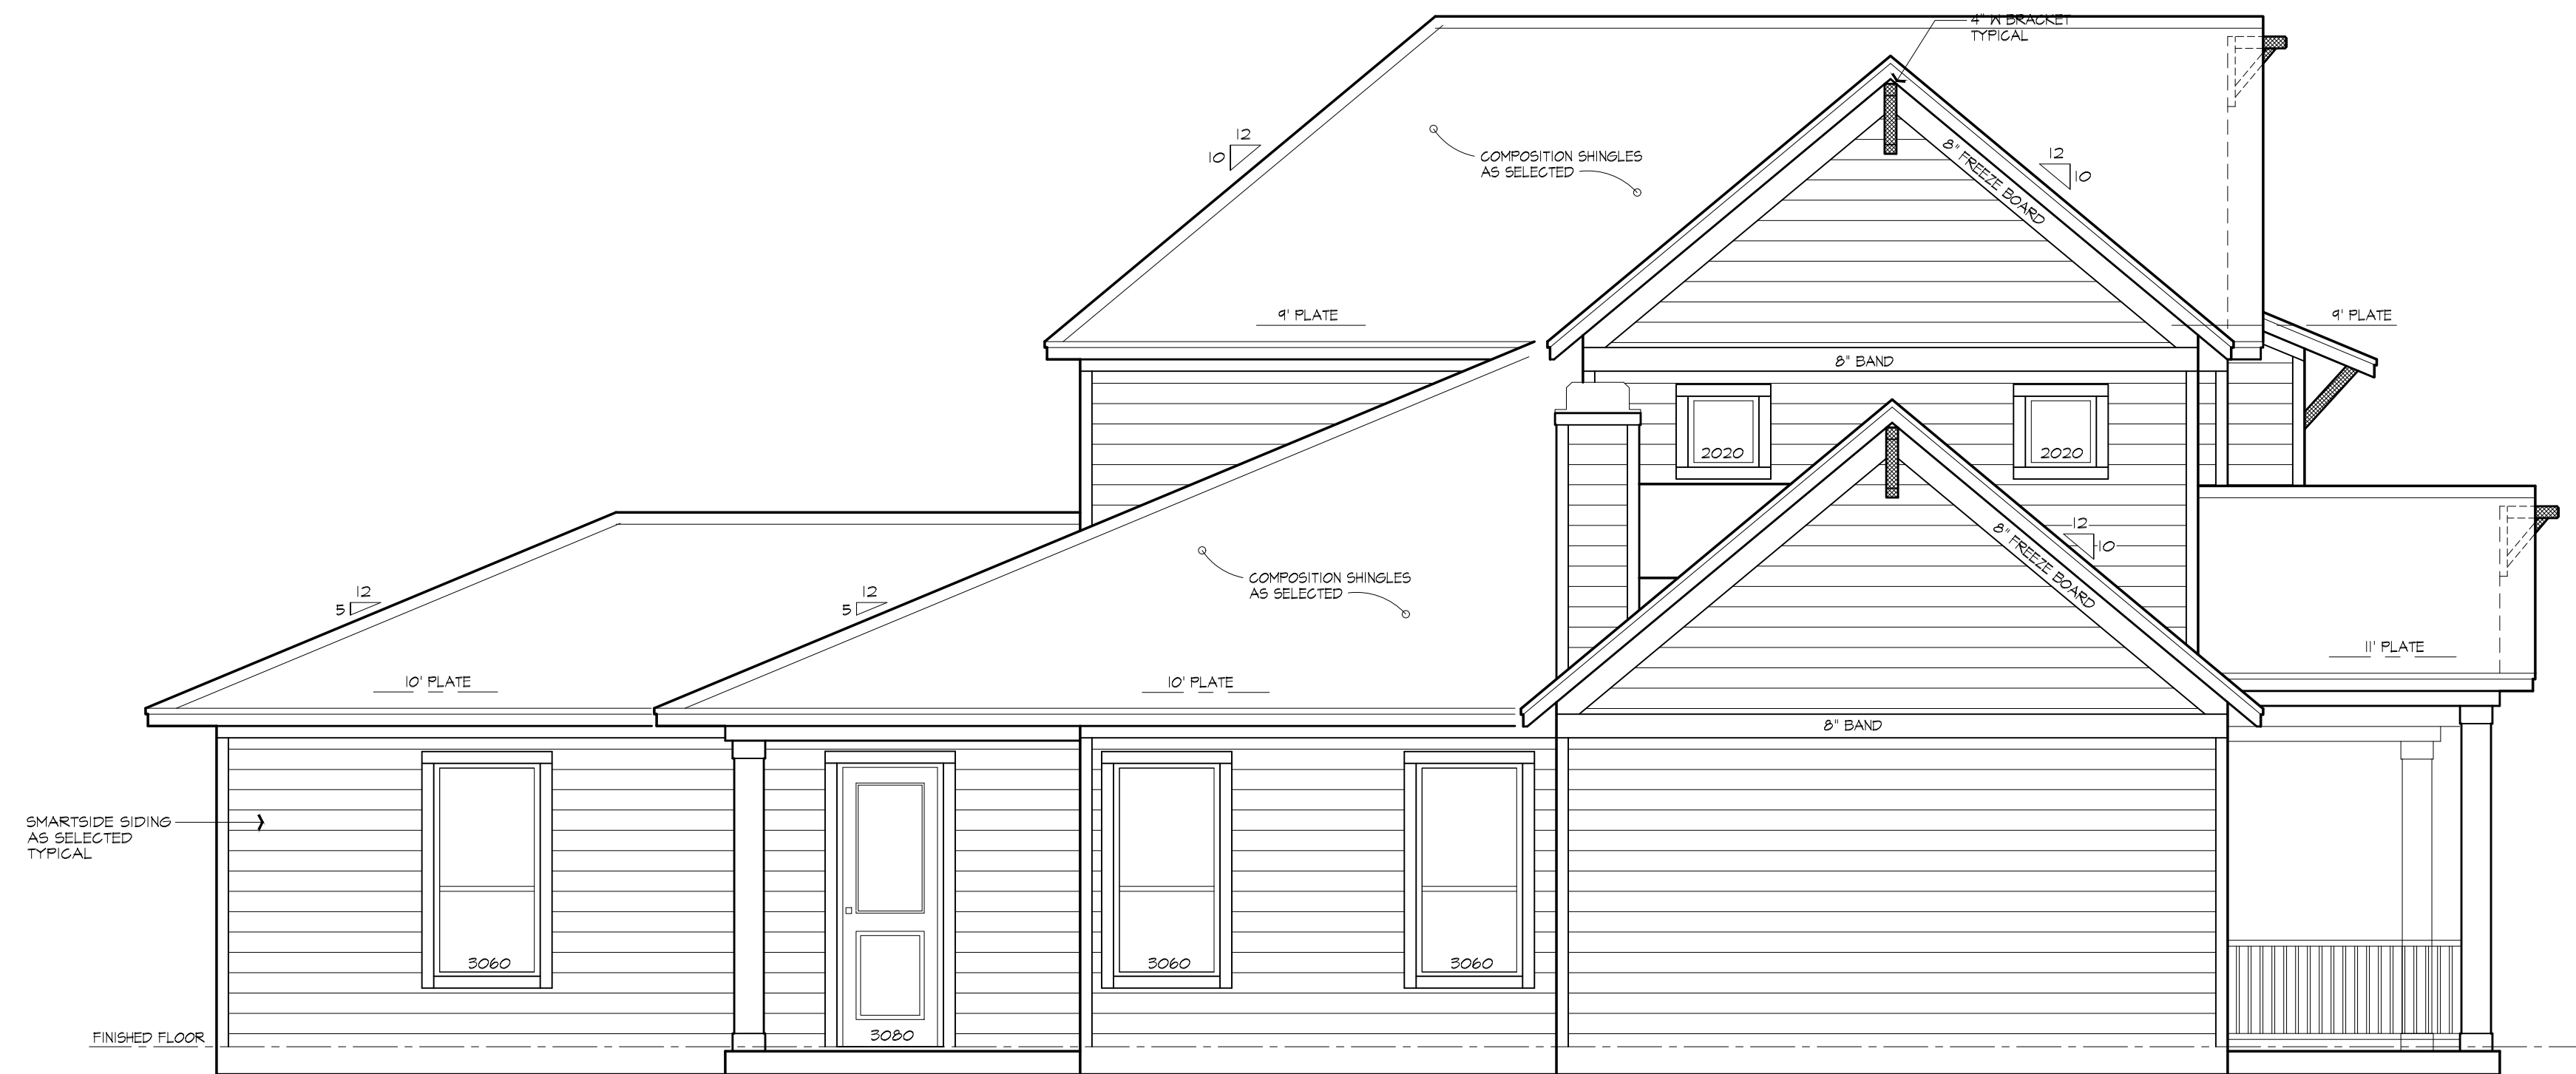 4" W BRACKET
TYPICAL
12
10
COMPOSITION SHINGLES
AS SELECTED
8" FREEZE BOARD
12
10
9' PLATE
9' PLATE
8" BAND
2020
2020
12
5
12
5
COMPOSITION SHINGLES
AS SELECTED
8" FREEZE BOARD
12
10
11' PLATE
10' PLATE
10' PLATE
8" BAND
SMARTSIDE SIDING
AS SELECTED
TYPICAL
3060
3060
3060
3080
FINISHED FLOOR